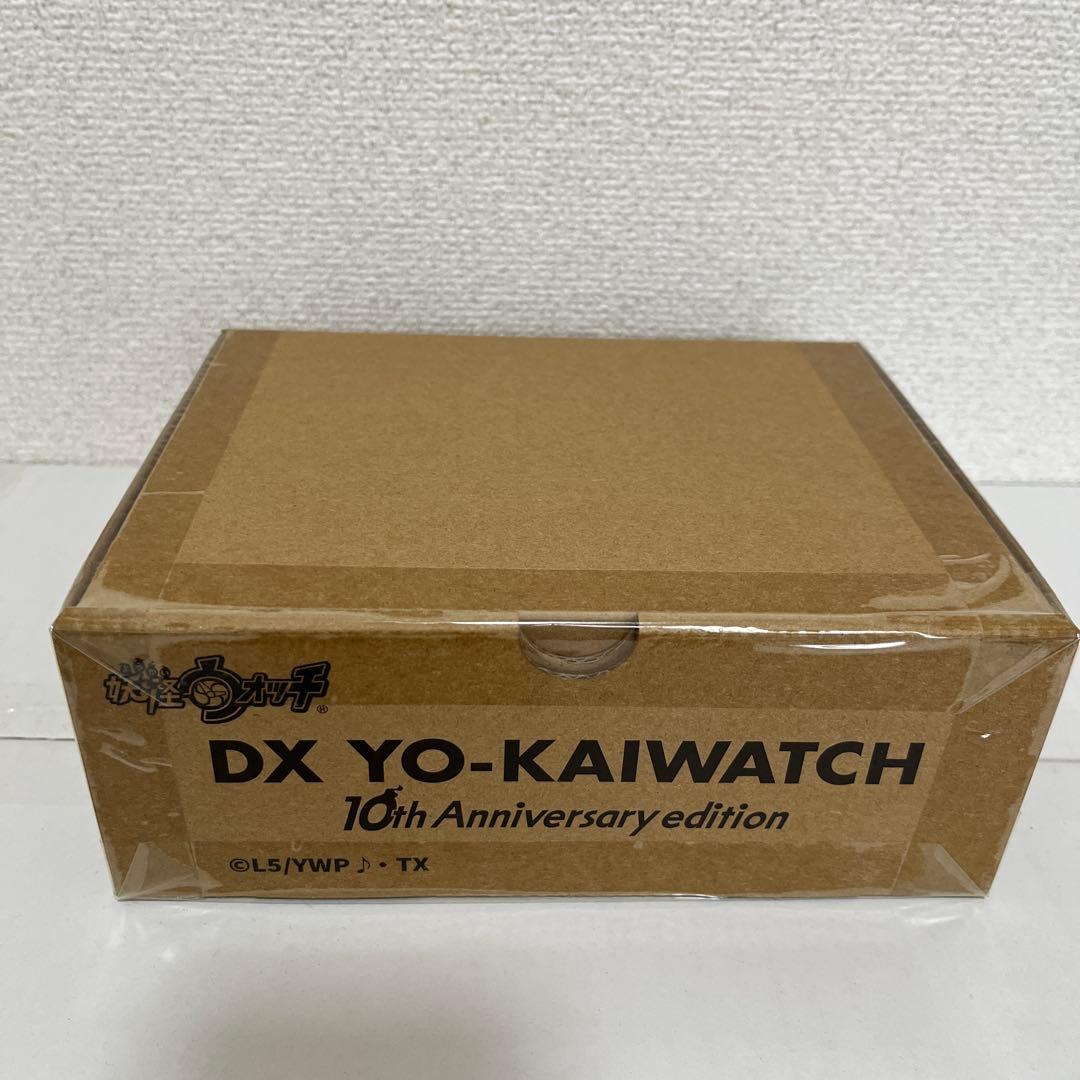 妖怪ウォッチ®
DX YO-KAIWATCH
10th Anniversary edition
©L5/YWP♪・TX